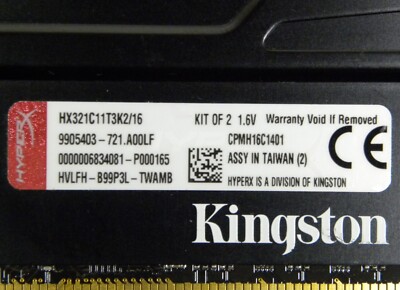 HYPERX
HX321C11T3K2/16 KIT OF 2 1.6V Warranty Void If Removed
9905403-721.A00LF CPMH16C1401
0000006834081-P000165 ASSY IN TAIWAN (2)
HVLFH-B99P3L-TWAMB HYPERX IS A DIVISION OF KINGSTON
CE
Kingston